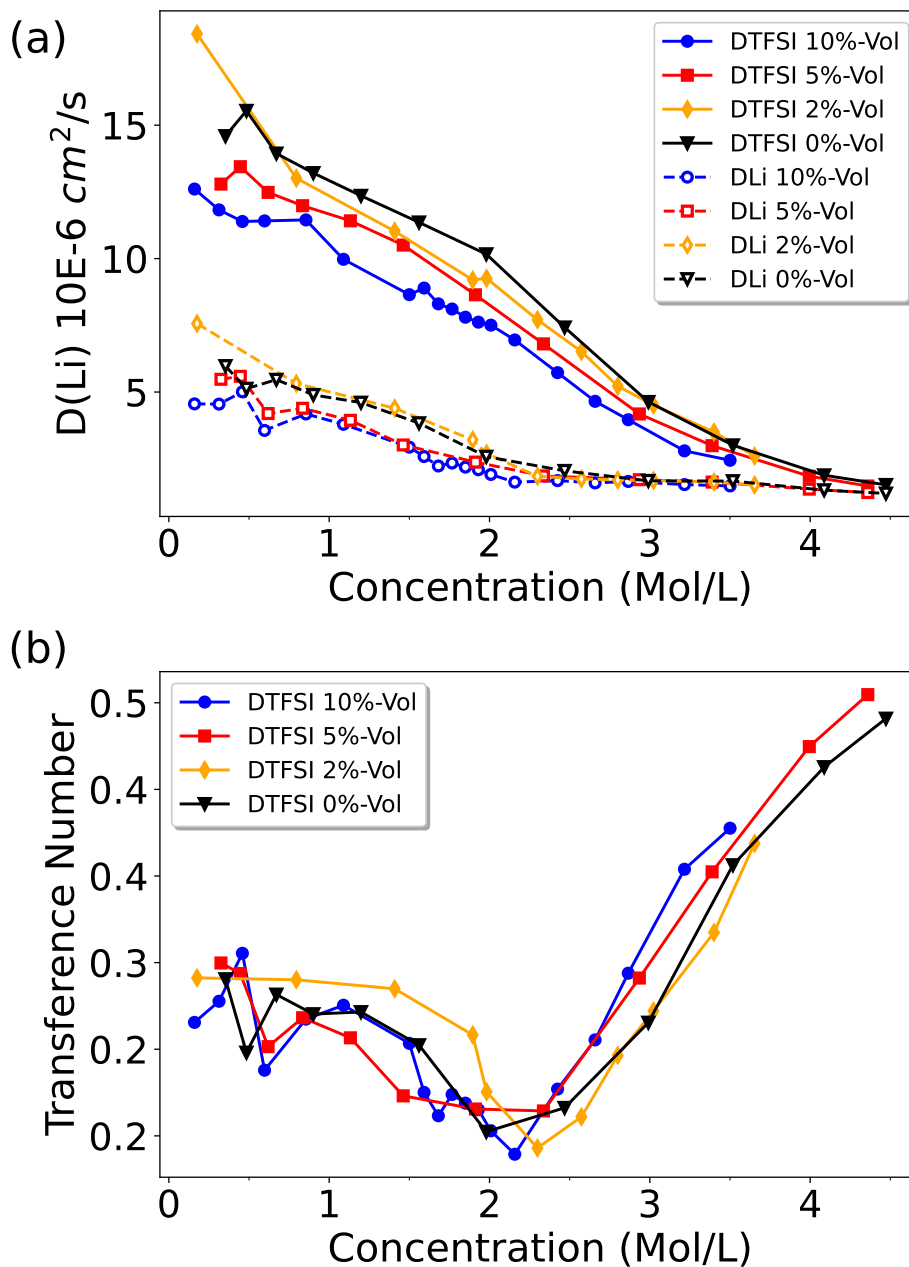 (a)
D(Li) 10E-6 cm²/s
15
10
5
DTFSI 10%-Vol
DTFSI 5%-Vol
DTFSI 2%-Vol
DTFSI 0%-Vol
DLi 10%-Vol
DLi 5%-Vol
DLi 2%-Vol
DLi 0%-Vol
0 1 2 3 4
Concentration (Mol/L)
(b)
Transference Number
0.5
0.4
0.4
0.3
0.2
0.2
DTFSI 10%-Vol
DTFSI 5%-Vol
DTFSI 2%-Vol
DTFSI 0%-Vol
0 1 2 3 4
Concentration (Mol/L)